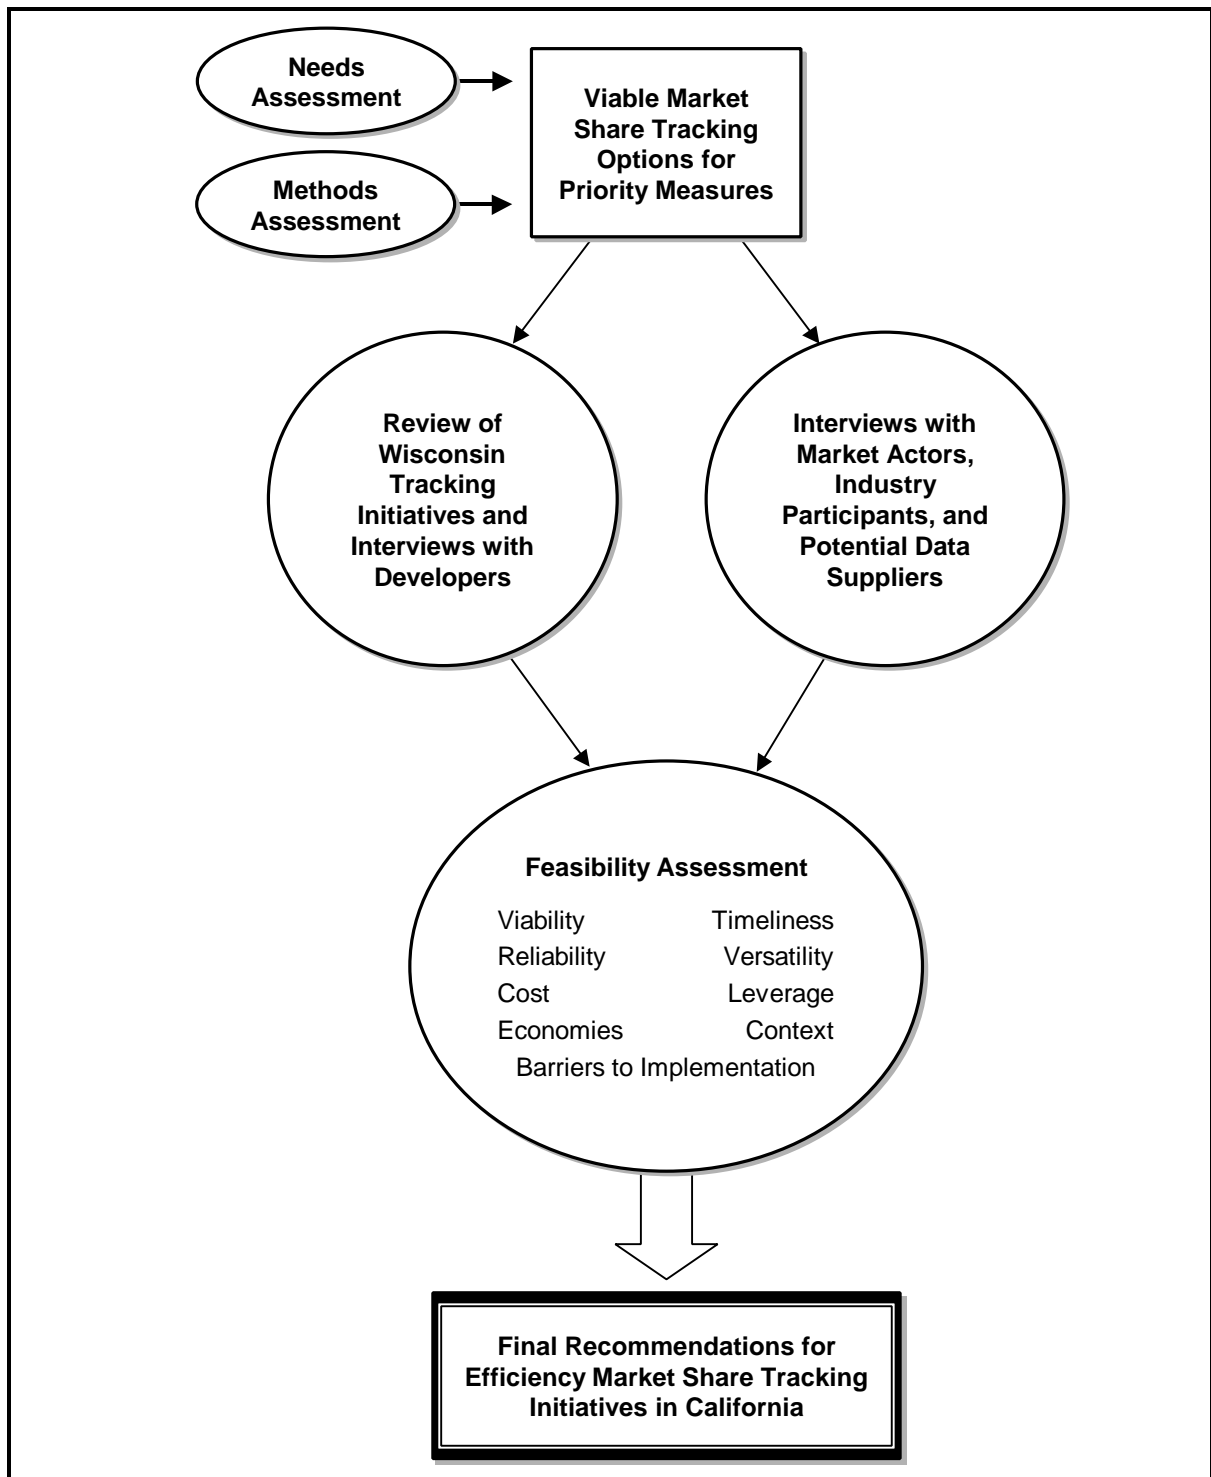 Needs
Assessment
Viable Market
Share Tracking
Options for
Priority Measures
Methods
Assessment
Review of
Wisconsin
Tracking
Initiatives and
Interviews with
Developers
Interviews with
Market Actors,
Industry
Participants, and
Potential Data
Suppliers
Feasibility Assessment
Viability Timeliness
Reliability Versatility
Cost Leverage
Economies Context
Barriers to Implementation
Final Recommendations for
Efficiency Market Share Tracking
Initiatives in California